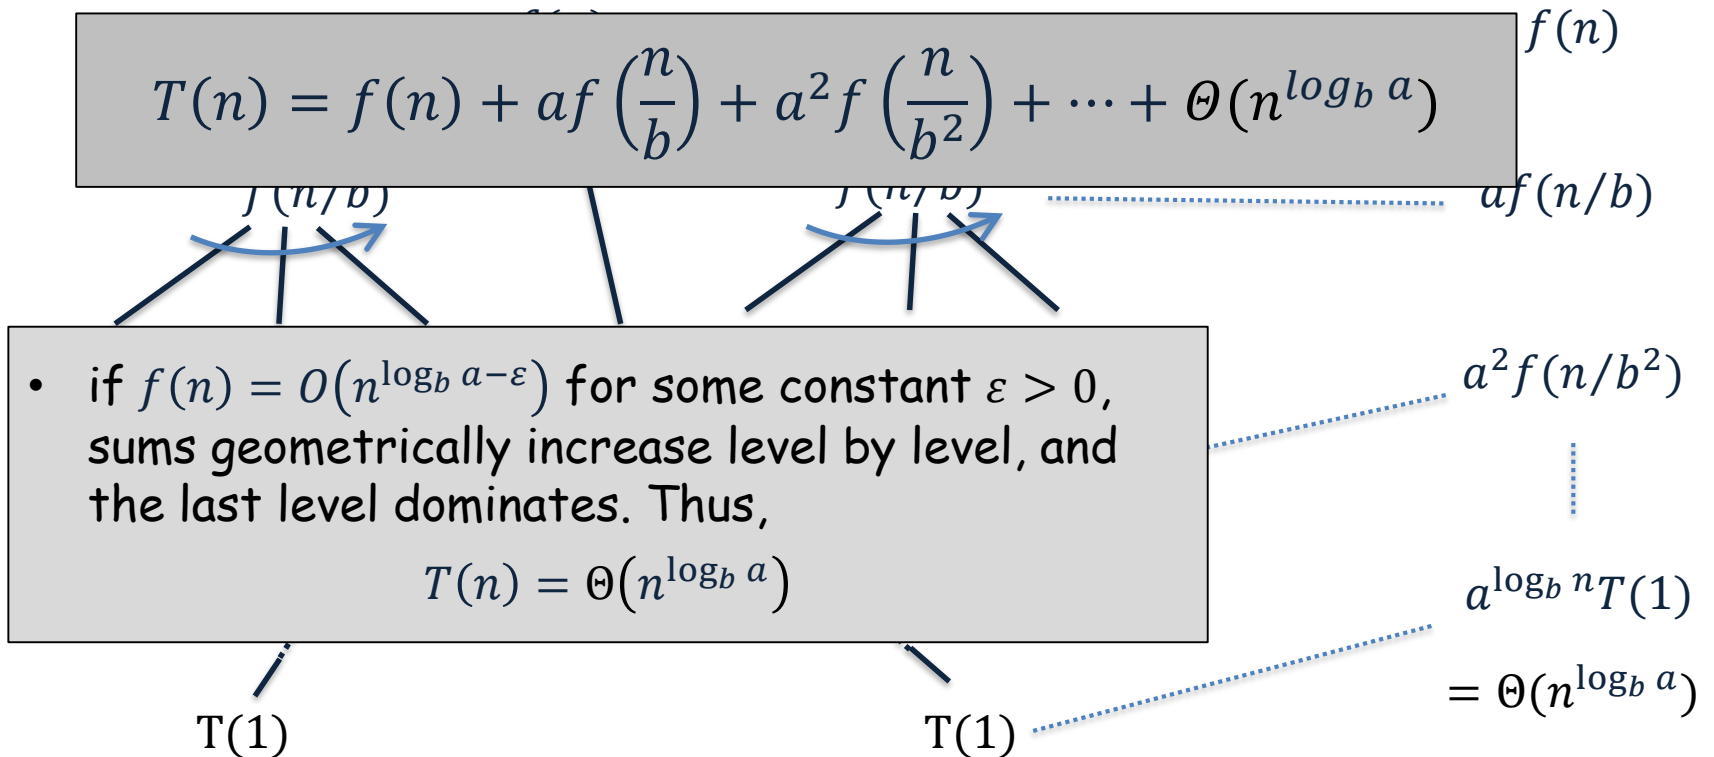 f(n)
T(n) = f(n) + af(n/b) + a²f(n/b²) + ⋯ + Θ(n^{log_b a})
f(n/b) f(n/b) af(n/b)
a²f(n/b²)
• if f(n) = O(n^{log_b a−ε}) for some constant ε > 0,
sums geometrically increase level by level, and
the last level dominates. Thus,
T(n) = Θ(n^{log_b a})
a^{log_b n}T(1)
= Θ(n^{log_b a})
T(1) T(1)